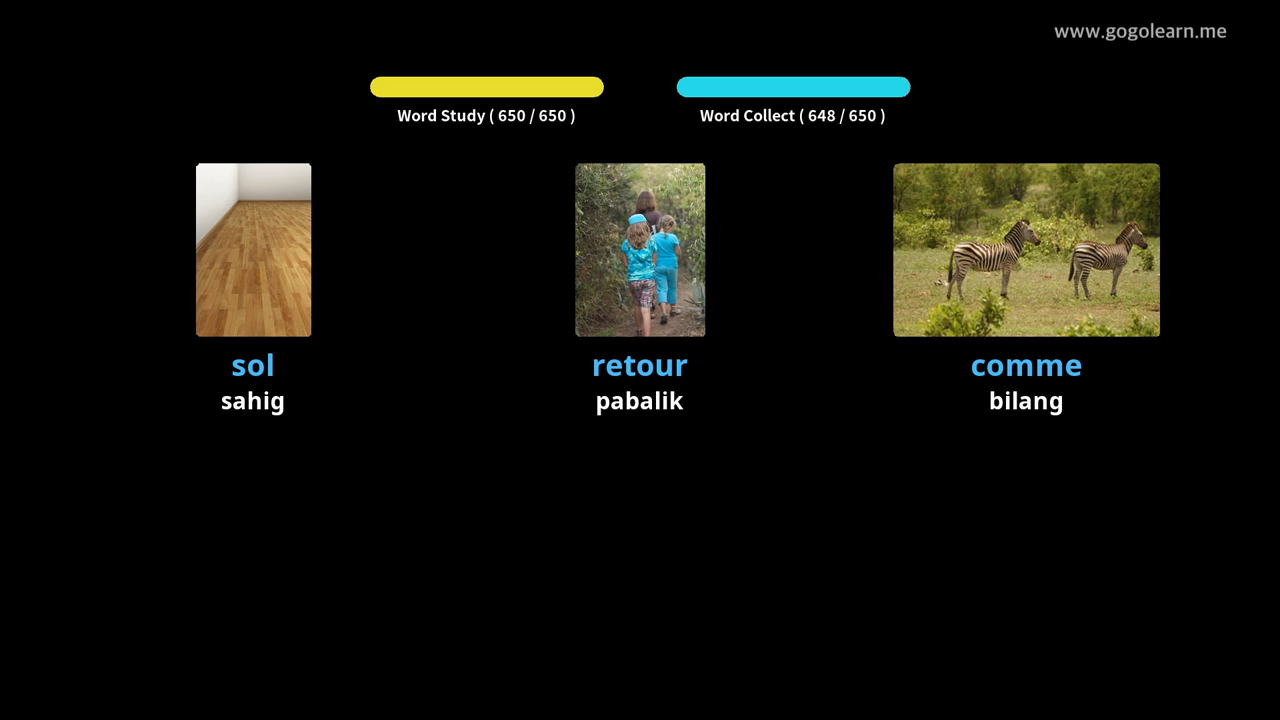 www.gogolearn.me
Word Study ( 650 / 650 )
Word Collect ( 648 / 650 )
sol
sahig
retour
pabalik
comme
bilang